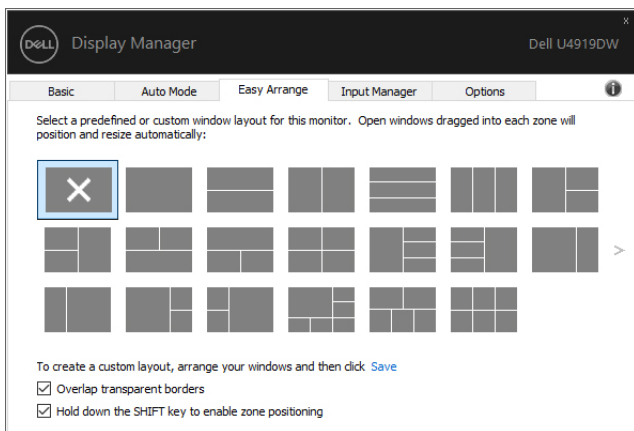 DELL Display Manager Dell U4919DW
Basic Auto Mode Easy Arrange Input Manager Options
Select a predefined or custom window layout for this monitor. Open windows dragged into each zone will
position and resize automatically:
To create a custom layout, arrange your windows and then click Save
Overlap transparent borders
Hold down the SHIFT key to enable zone positioning